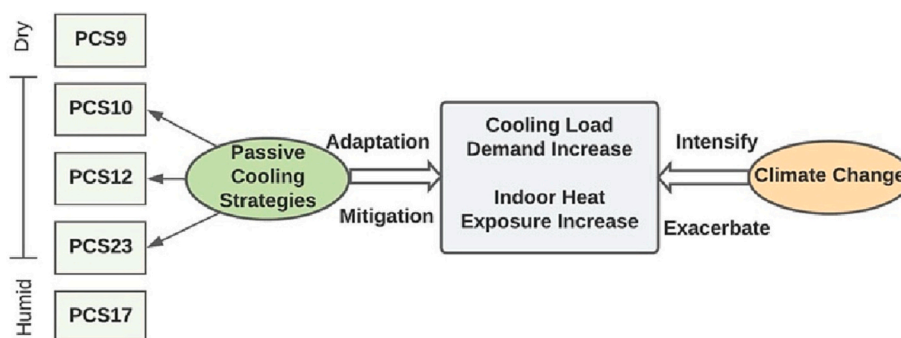 Dry
PCS9
PCS10
PCS12
PCS23
PCS17
Humid
Passive
Cooling
Strategies
Adaptation
Mitigation
Cooling Load
Demand Increase
Indoor Heat
Exposure Increase
Intensify
Exacerbate
Climate Change